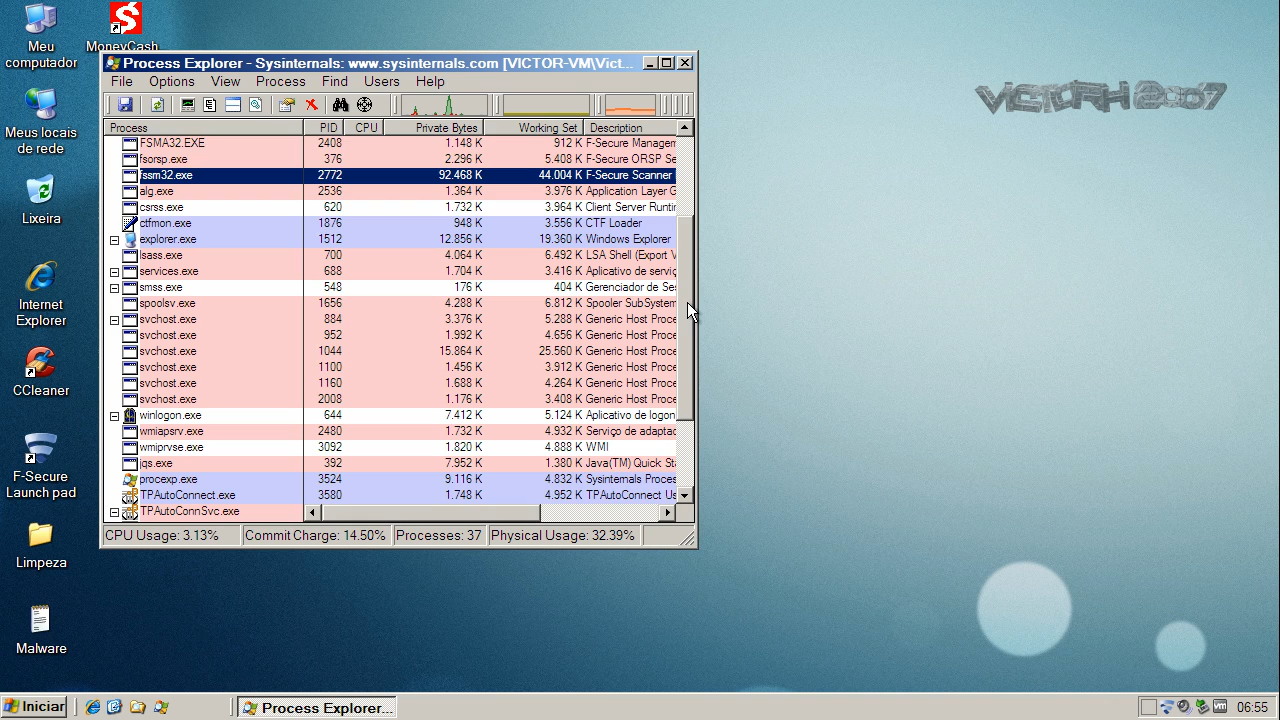 Meu
computador
MoneyCash
Meus locais
de rede
Lixeira
Internet
Explorer
CCleaner
F-Secure
Launch pad
Limpeza
Malware
Process Explorer - Sysinternals: www.sysinternals.com [VICTOR-VM\Vict...
File Options View Process Find Users Help
Process PID CPU Private Bytes Working Set Description
FSMA32.EXE 2408 1.148 K 912 K F-Secure Managem
fsorsp.exe 376 2.296 K 5.408 K F-Secure ORSP Se
fssm32.exe 2772 92.468 K 44.004 K F-Secure Scanner
alg.exe 2536 1.364 K 3.976 K Application Layer G
csrss.exe 620 1.732 K 3.964 K Client Server Runtir
ctfmon.exe 1876 948 K 3.556 K CTF Loader
explorer.exe 1512 12.856 K 19.360 K Windows Explorer
lsass.exe 700 4.064 K 6.492 K LSA Shell (Export V
services.exe 688 1.704 K 3.416 K Aplicativo de serviç
smss.exe 548 176 K 404 K Gerenciador de Ses
spoolsv.exe 1656 4.288 K 6.812 K Spooler SubSystem
svchost.exe 884 3.376 K 5.288 K Generic Host Proce
svchost.exe 952 1.992 K 4.656 K Generic Host Proce
svchost.exe 1044 15.864 K 25.560 K Generic Host Proce
svchost.exe 1100 1.456 K 3.912 K Generic Host Proce
svchost.exe 1160 1.688 K 4.264 K Generic Host Proce
svchost.exe 2008 1.176 K 3.408 K Generic Host Proce
winlogon.exe 644 7.412 K 5.124 K Aplicativo de logon
wmiapsrv.exe 2480 1.732 K 4.932 K Serviço de adaptac
wmiprvse.exe 3092 1.820 K 4.888 K WMI
jqs.exe 392 7.952 K 1.380 K Java(TM) Quick Sta
procexp.exe 3524 9.116 K 4.832 K Sysinternals Proces
TPAutoConnect.exe 3580 1.748 K 4.952 K TPAutoConnect Us
TPAutoConnSvc.exe
CPU Usage: 3.13% Commit Charge: 14.50% Processes: 37 Physical Usage: 32.39%
VICTORH 2007
Iniciar
Process Explorer...
vm
06:55